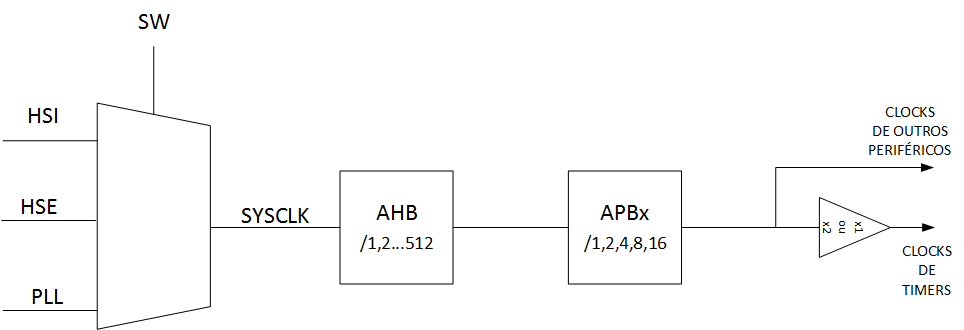 SW
HSI
HSE
PLL
SYSCLK
AHB
/1,2...512
APBx
/1,2,4,8,16
CLOCKS
DE OUTROS
PERIFÉRICOS
x1
ou
x2
CLOCKS
DE
TIMERS